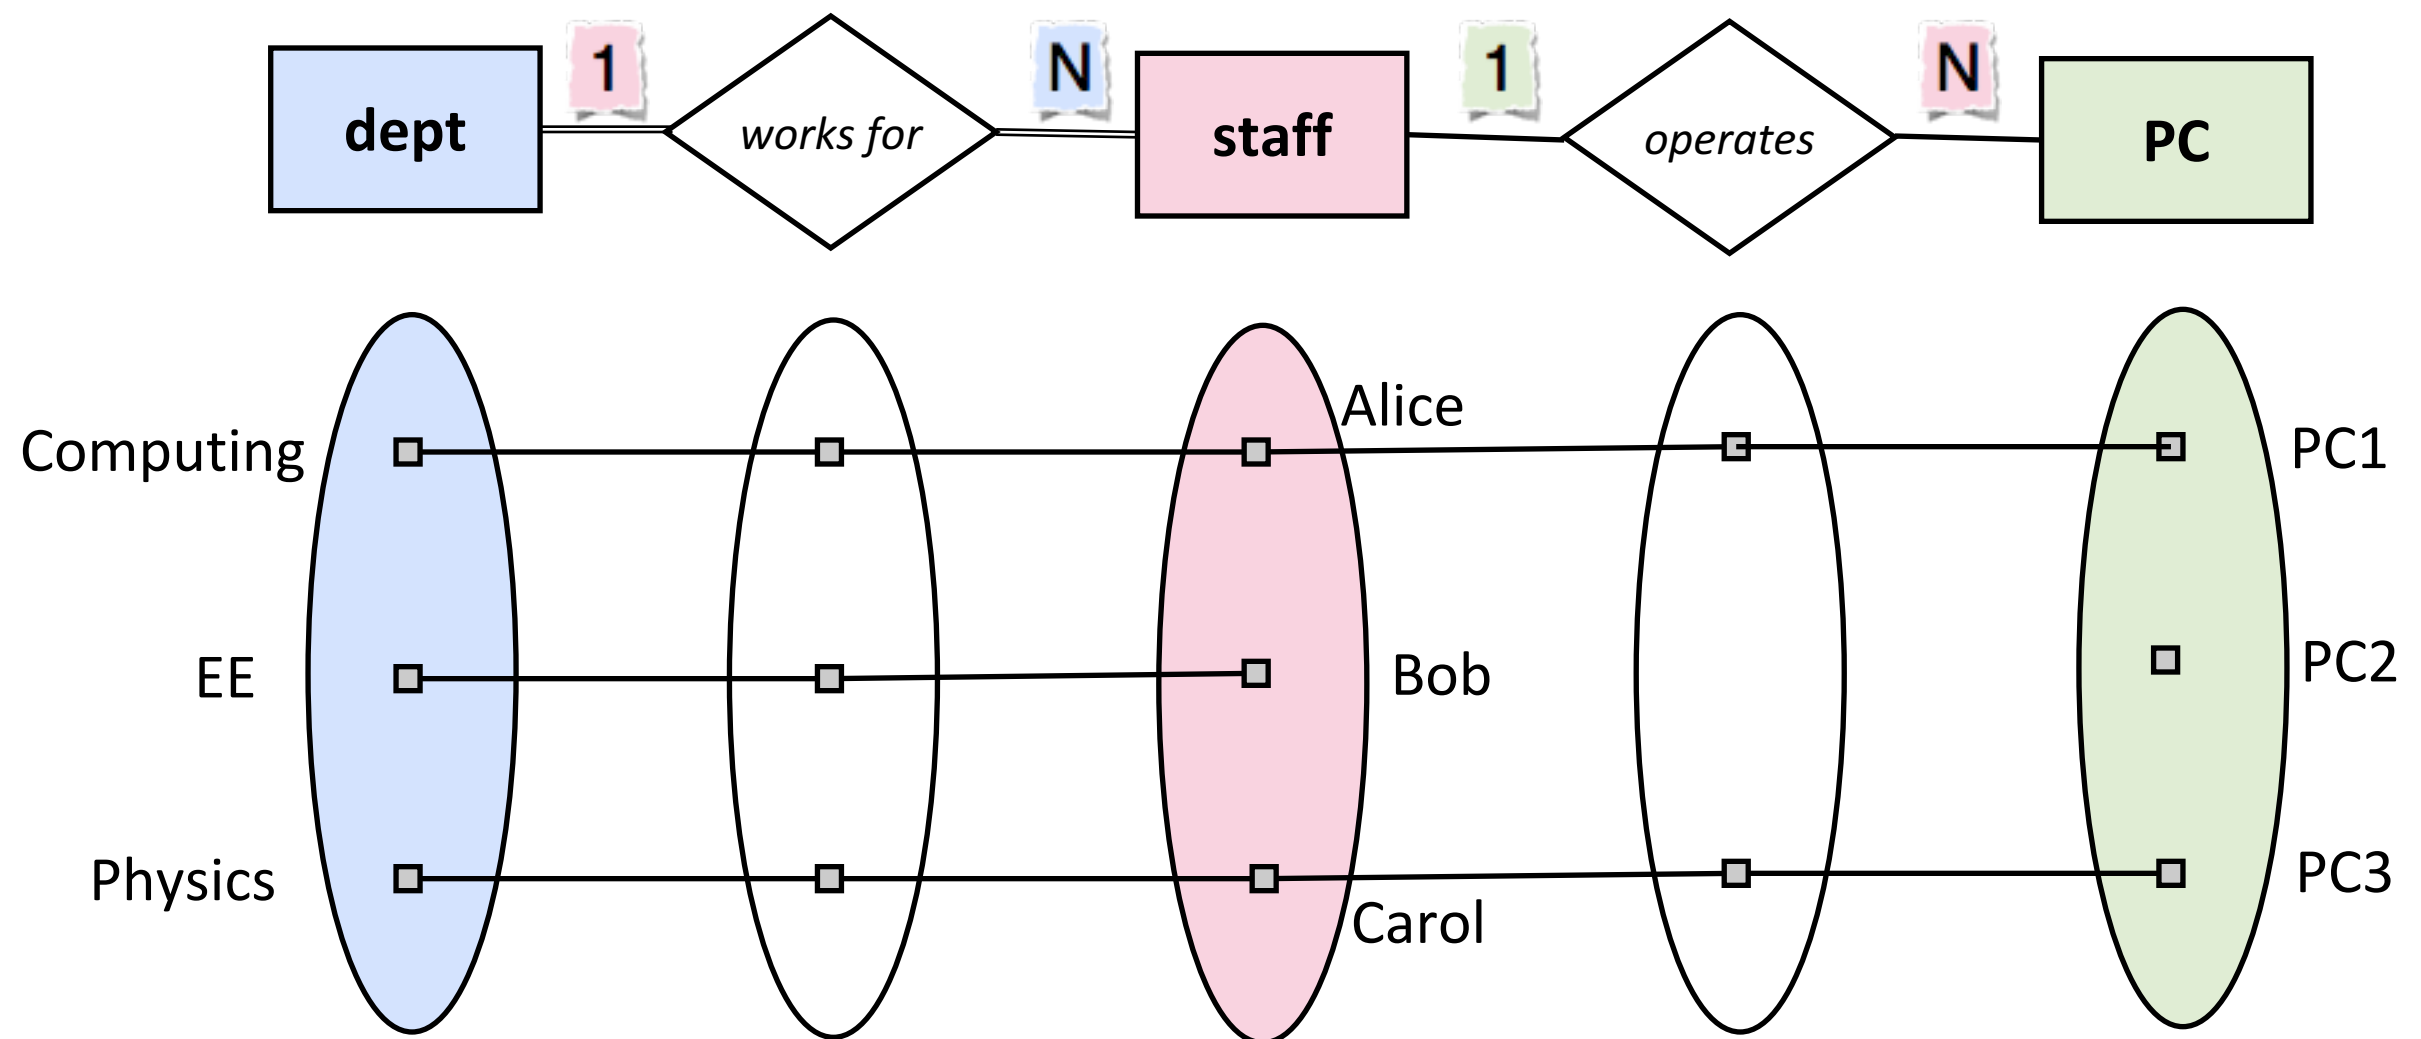 dept 1 works for N staff 1 operates N PC
Alice
Computing PC1
EE Bob PC2
Physics PC3
Carol